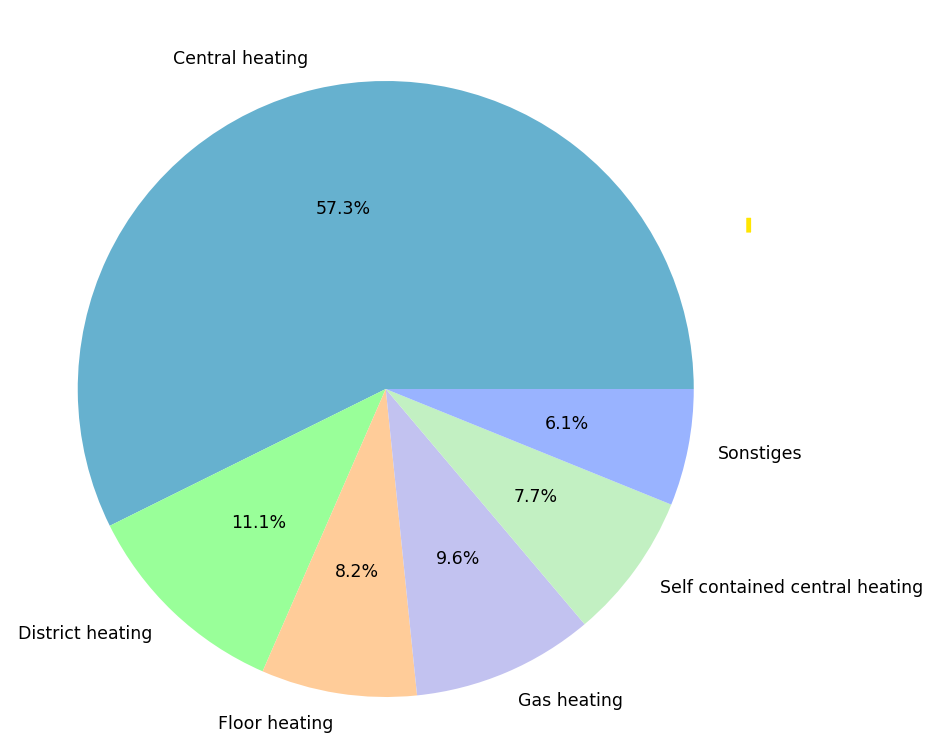 Central heating
57.3%
6.1%
Sonstiges
7.7%
11.1%
9.6%
8.2%
Self contained central heating
District heating
Gas heating
Floor heating